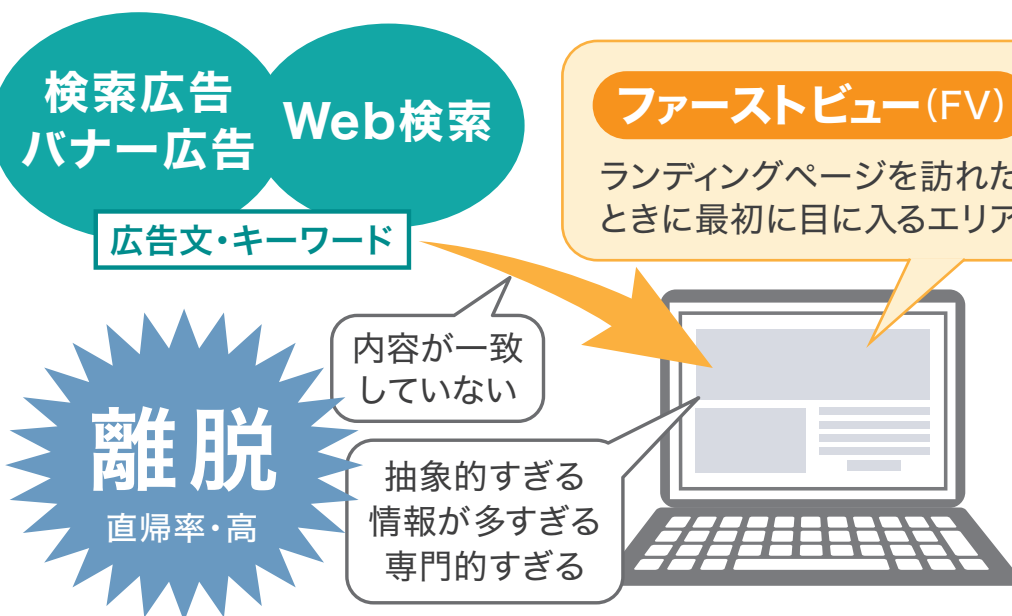 検索広告
バナー広告
Web検索
広告文・キーワード
ファーストビュー(FV)
ランディングページを訪れた
ときに最初に目に入るエリア
内容が一致
していない
離脱
直帰率・高
抽象的すぎる
情報が多すぎる
専門的すぎる